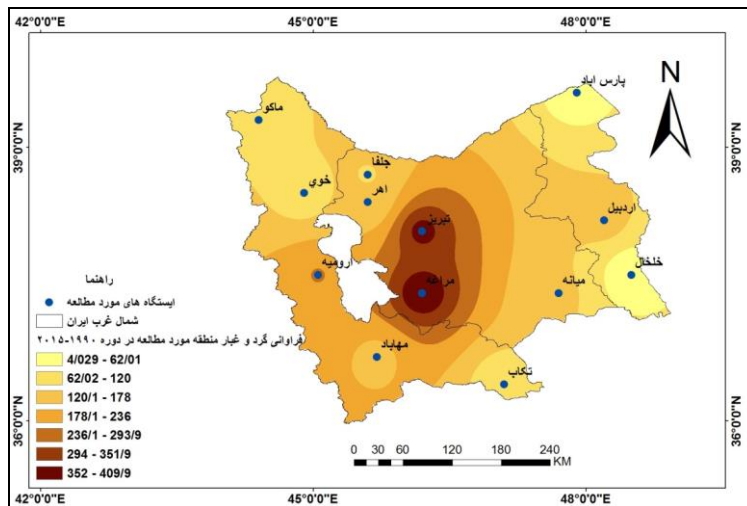 42°0'0"E 45°0'0"E 48°0'0"E
N
39°0'0"N 39°0'0"N
36°0'0"N 36°0'0"N
پارس اباد
ماکو
جلفا
خوي
اهر
اردبیل
تبریز
خلخال
ارومیه
مراغه
میانه
مهاباد
تکاب
راهنما
ایستگاه های مورد مطالعه
شمال غرب ایران
فراوانی گرد و غبار منطقه مورد مطالعه در دوره ۱۹۹۰-۲۰۱۵
4/029 - 62/01
62/02 - 120
120/1 - 178
178/1 - 236
236/1 - 293/9
294 - 351/9
352 - 409/9
0 30 60 120 180 240
KM
42°0'0"E 45°0'0"E 48°0'0"E